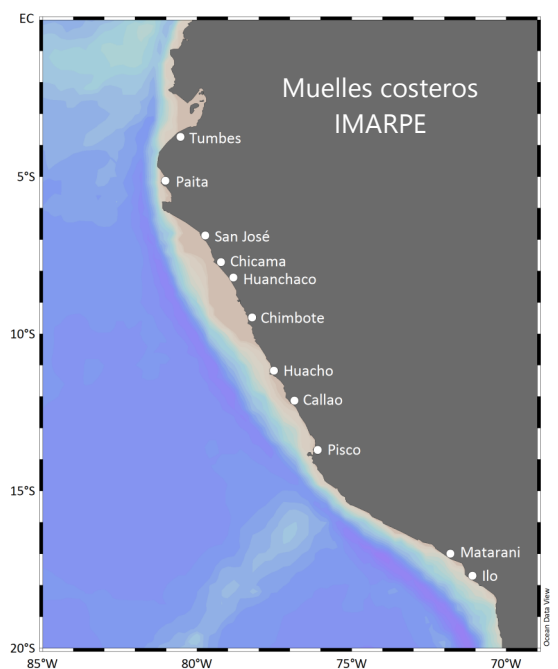 EC
Muelles costeros
IMARPE
Tumbes
5°S
Paita
San José
Chicama
Huanchaco
Chimbote
10°S
Huacho
Callao
Pisco
15°S
Matarani
Ilo
Ocean Data View
20°S
85°W
80°W
75°W
70°W